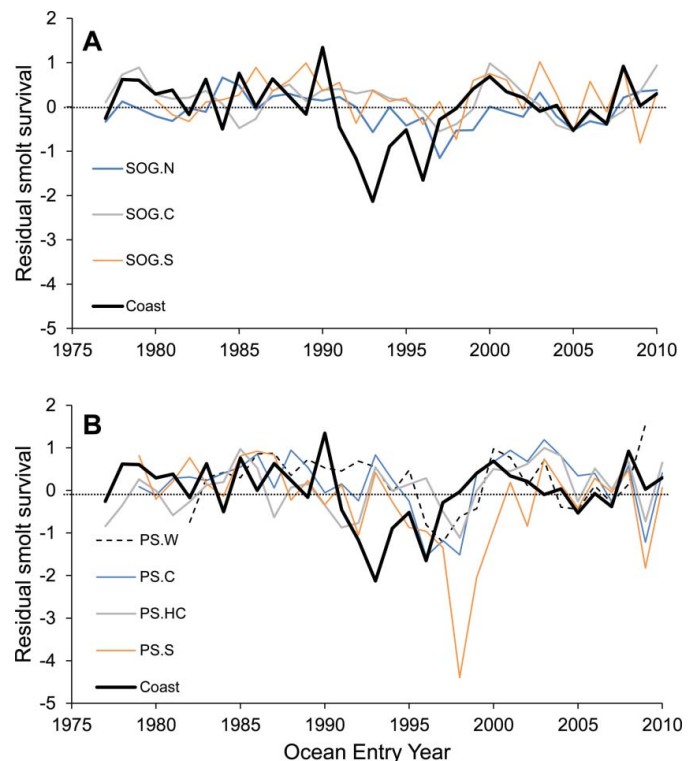 A
Residual smolt survival
2
1
0
-1
-2
-3
-4
-5
SOG.N
SOG.C
SOG.S
Coast
1975 1980 1985 1990 1995 2000 2005 2010
B
Residual smolt survival
2
1
0
-1
-2
-3
-4
-5
PS.W
PS.C
PS.HC
PS.S
Coast
1975 1980 1985 1990 1995 2000 2005 2010
Ocean Entry Year